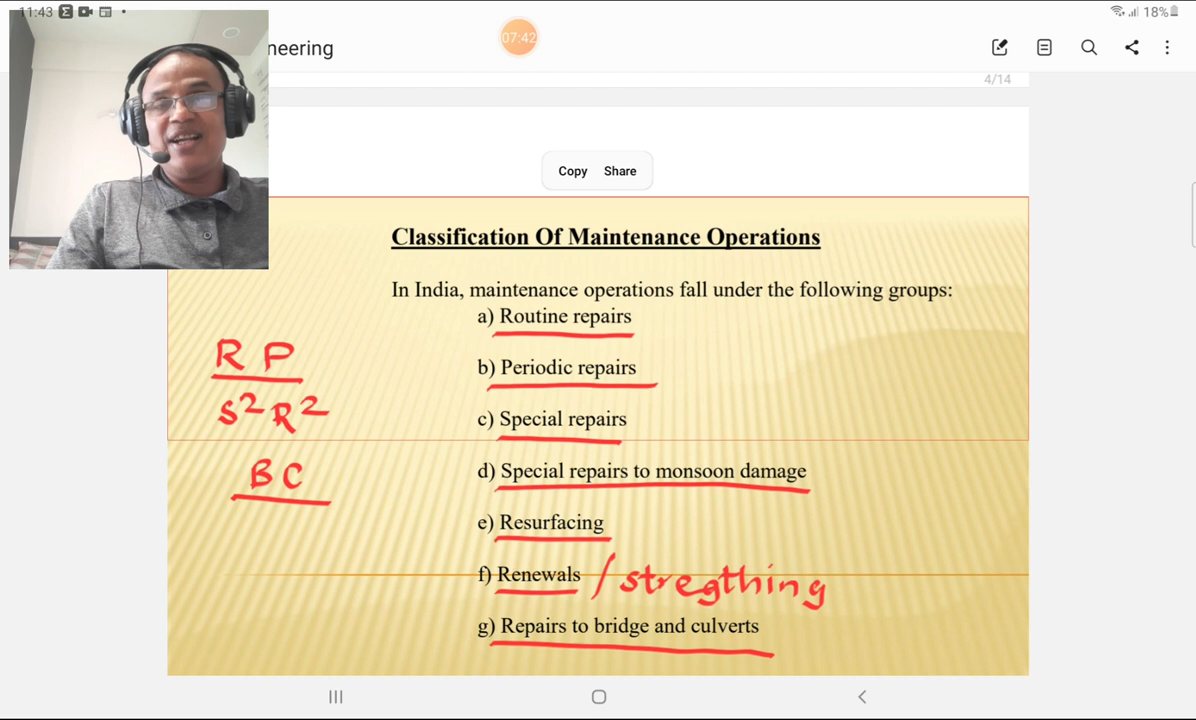 11:43
18%
neering
07:42
4/14
Copy Share
Classification Of Maintenance Operations
In India, maintenance operations fall under the following groups:
a) Routine repairs
b) Periodic repairs
c) Special repairs
d) Special repairs to monsoon damage
e) Resurfacing
f) Renewals / stregthing
g) Repairs to bridge and culverts
R P
S² R²
B C